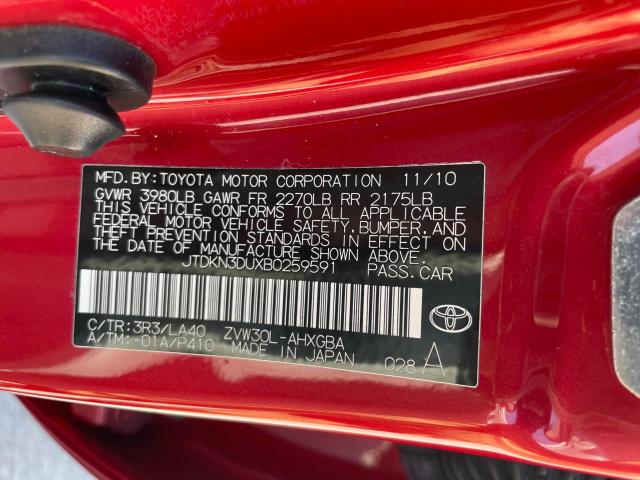 MFD.BY:TOYOTA MOTOR CORPORATION 11/10
GVWR 3980LB GAWR FR 2270LB RR 2175LB
THIS VEHICLE CONFORMS TO ALL APPLICABLE
FEDERAL MOTOR VEHICLE SAFETY,BUMPER,AND
THEFT PREVENTION STANDARDS IN EFFECT ON
THE DATE OF MANUFACTURE SHOWN ABOVE.
JTDKN3DUXB0259591 PASS.CAR
C/TR:3R3/LA40 ZVW30L-AHXGBA
A/TM:-01A/P410 MADE IN JAPAN 028 A